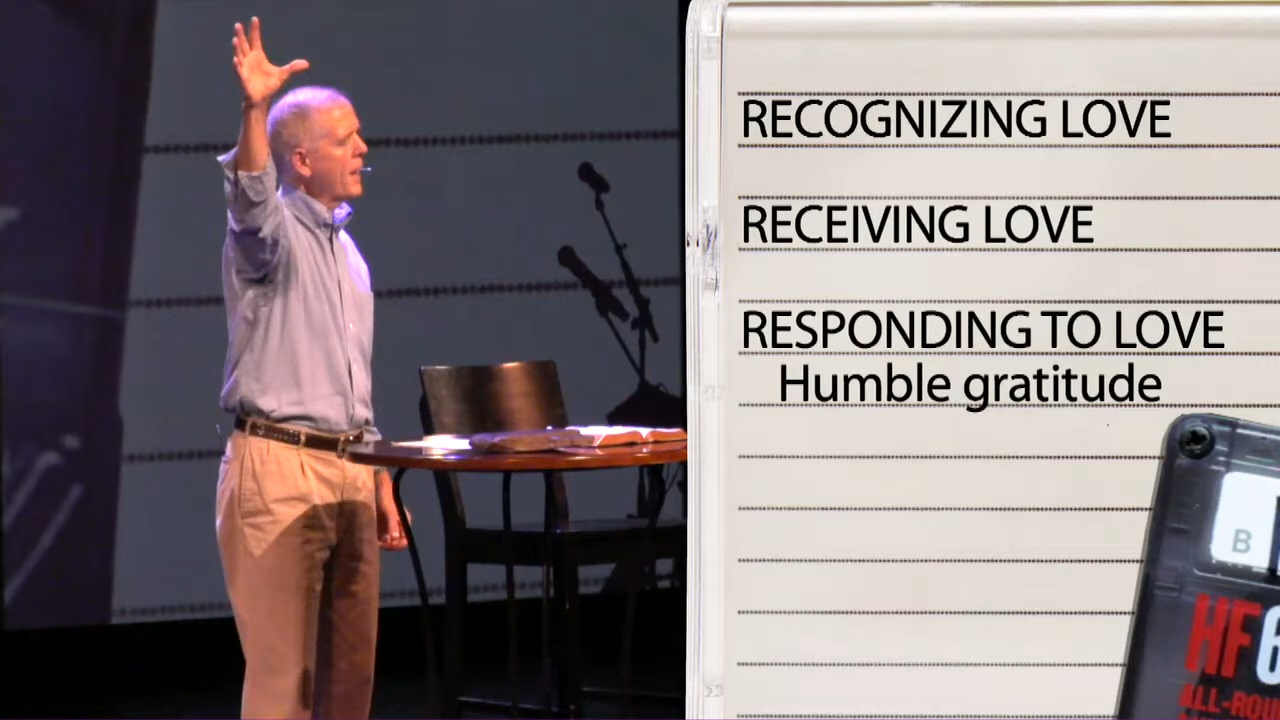 RECOGNIZING LOVE
RECEIVING LOVE
RESPONDING TO LOVE
Humble gratitude
B
HF